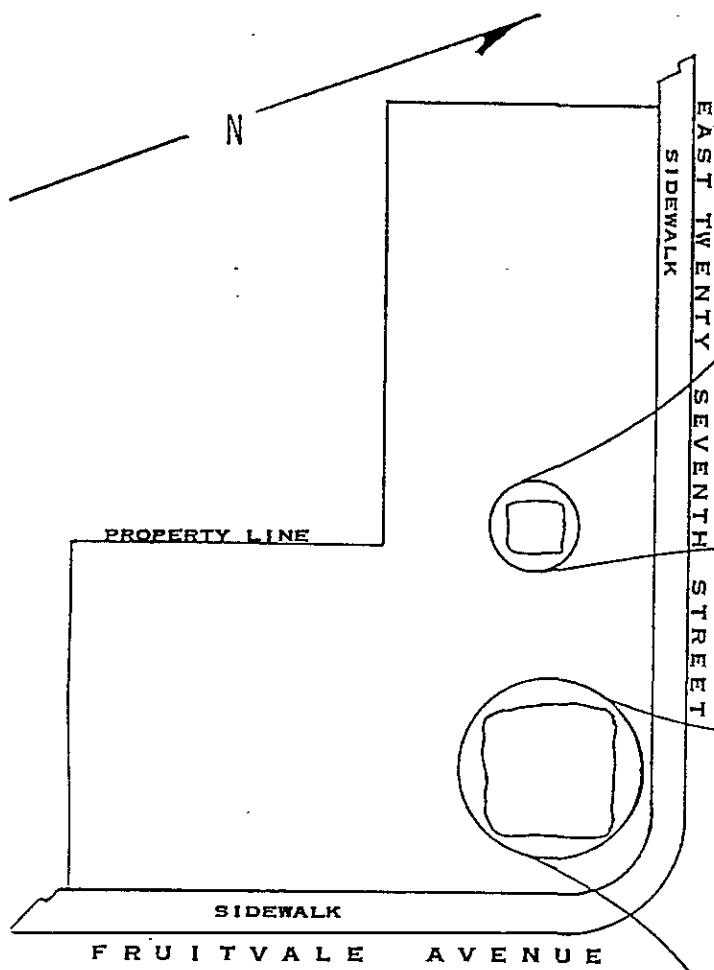 N
EAST TWENTY SEVENTH STREET
SIDEWALK
PROPERTY LINE
SIDEWALK
FRUITVALE AVENUE